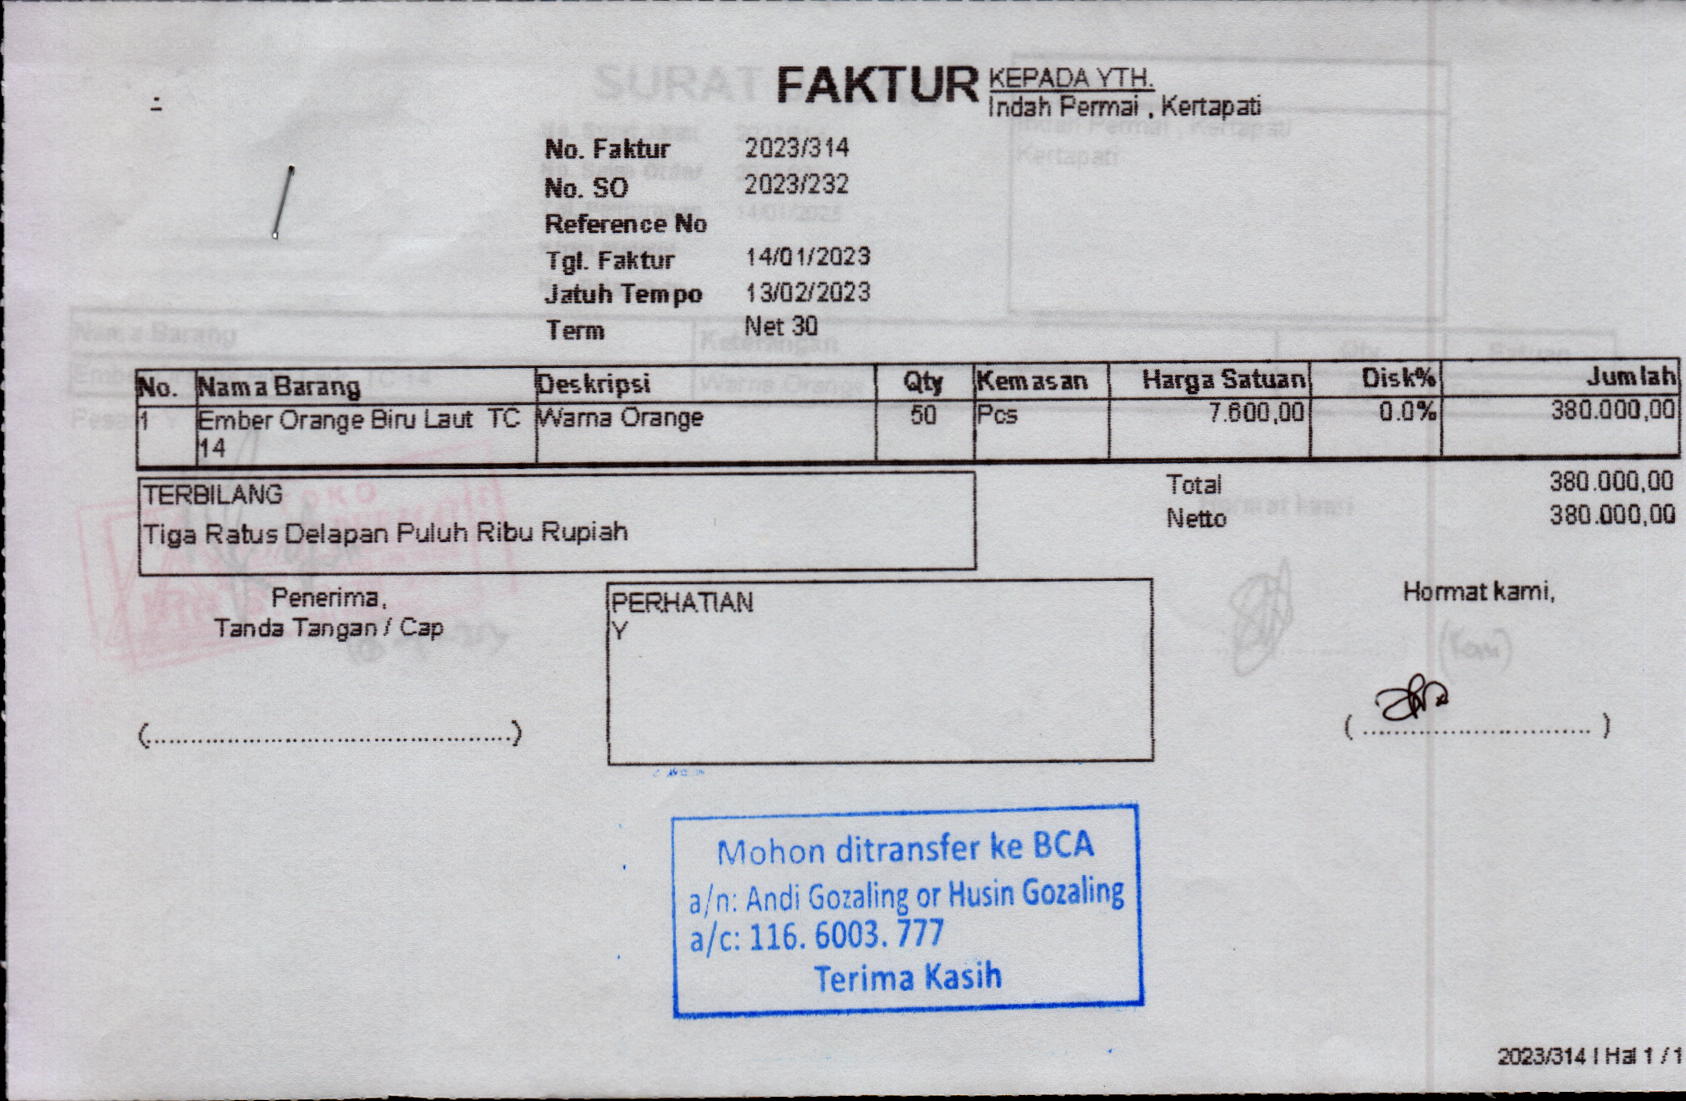 FAKTUR
KEPADA YTH.
Indah Permai , Kertapati
No. Faktur 2023/314
No. SO 2023/232
Reference No
Tgl. Faktur 14/01/2023
Jatuh Tempo 13/02/2023
Term Net 30
No. Nama Barang Deskripsi Qty Kemasan Harga Satuan Disk% Jumlah
1 Ember Orange Biru Laut TC Warna Orange 50 Pcs 7.600,00 0.0% 380.000,00
14
TERBILANG
Tiga Ratus Delapan Puluh Ribu Rupiah
Total 380.000,00
Netto 380.000,00
Penerima,
Tanda Tangan / Cap
PERHATIAN
Y
Hormat kami,
(................................................)
( ............................. )
Mohon ditransfer ke BCA
a/n: Andi Gozaling or Husin Gozaling
a/c: 116. 6003. 777
Terima Kasih
2023/314 | Hal 1 / 1